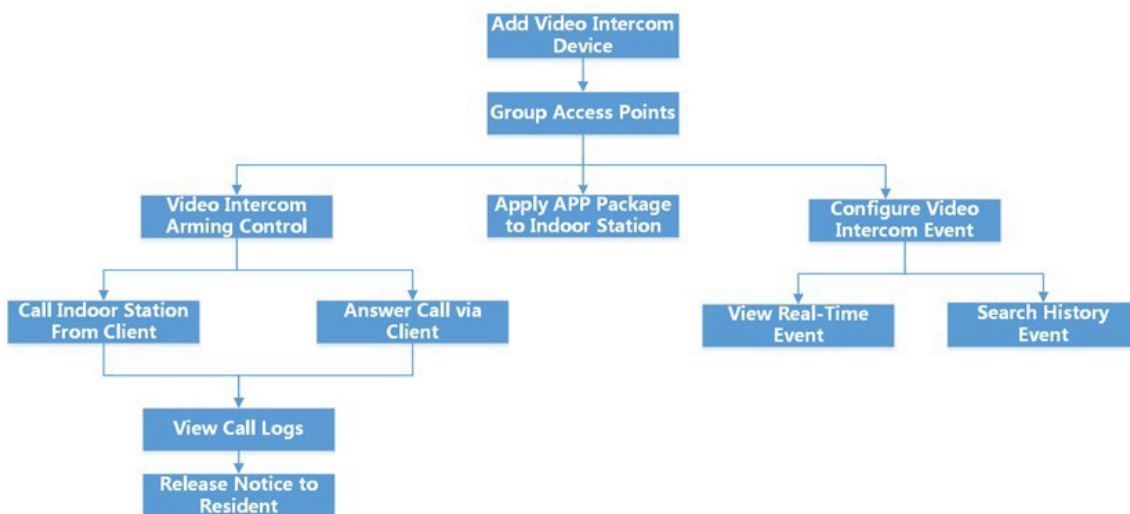 Add Video Intercom
Device
Group Access Points
Video Intercom
Arming Control
Apply APP Package
to Indoor Station
Configure Video
Intercom Event
Call Indoor Station
From Client
Answer Call via
Client
View Real-Time
Event
Search History
Event
View Call Logs
Release Notice to
Resident